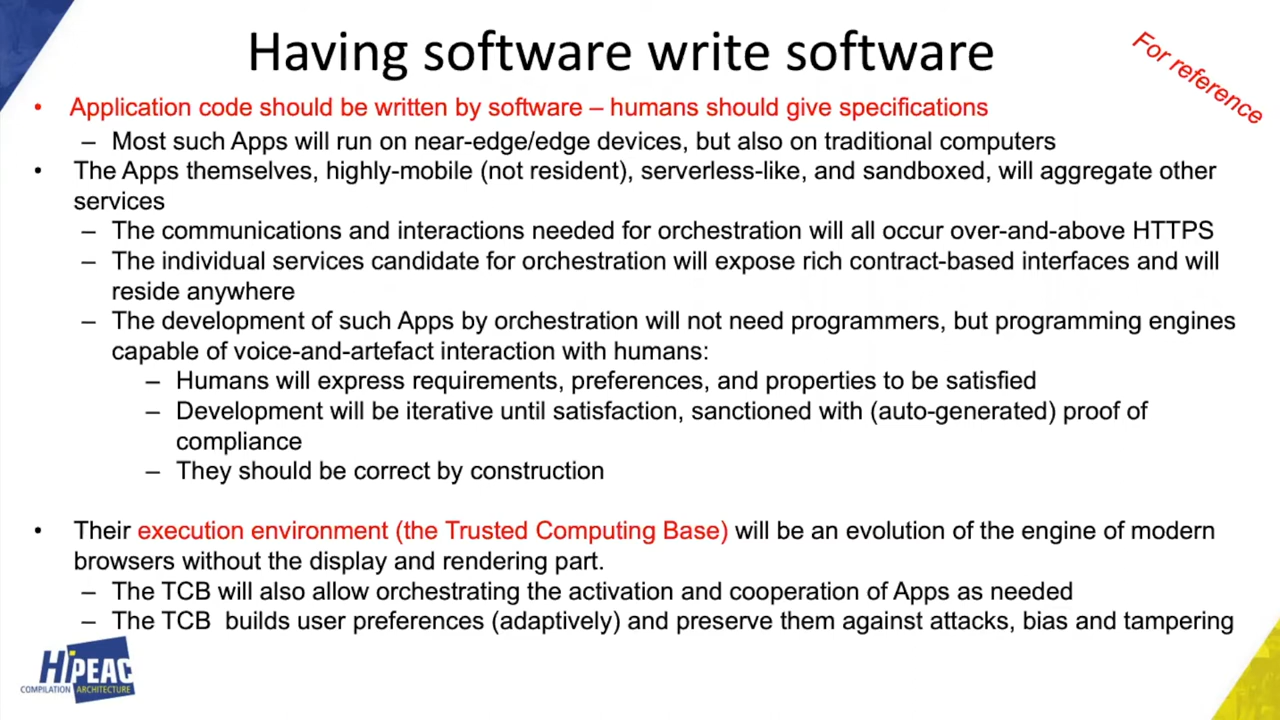 Having software write software
For reference
• Application code should be written by software – humans should give specifications
– Most such Apps will run on near-edge/edge devices, but also on traditional computers
• The Apps themselves, highly-mobile (not resident), serverless-like, and sandboxed, will aggregate other
services
– The communications and interactions needed for orchestration will all occur over-and-above HTTPS
– The individual services candidate for orchestration will expose rich contract-based interfaces and will
reside anywhere
– The development of such Apps by orchestration will not need programmers, but programming engines
capable of voice-and-artefact interaction with humans:
– Humans will express requirements, preferences, and properties to be satisfied
– Development will be iterative until satisfaction, sanctioned with (auto-generated) proof of
compliance
– They should be correct by construction
• Their execution environment (the Trusted Computing Base) will be an evolution of the engine of modern
browsers without the display and rendering part.
– The TCB will also allow orchestrating the activation and cooperation of Apps as needed
– The TCB builds user preferences (adaptively) and preserve them against attacks, bias and tampering
HiPEAC
COMPILATION ARCHITECTURE